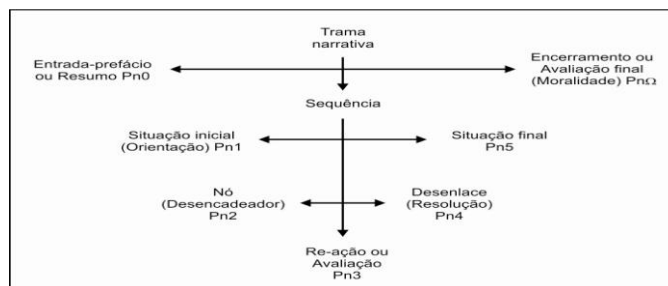 Trama
narrativa
Entrada-prefácio
ou Resumo Pn0
Encerramento ou
Avaliação final
(Moralidade) PnΩ
Sequência
Situação inicial
(Orientação) Pn1
Situação final
Pn5
Nó
(Desencadeador)
Pn2
Desenlace
(Resolução)
Pn4
Re-ação ou
Avaliação
Pn3